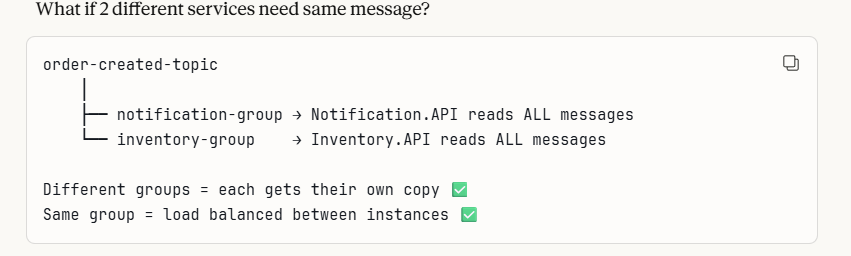 What if 2 different services need same message?
order-created-topic
│
├── notification-group → Notification.API reads ALL messages
└── inventory-group    → Inventory.API reads ALL messages
Different groups = each gets their own copy ✅
Same group = load balanced between instances ✅